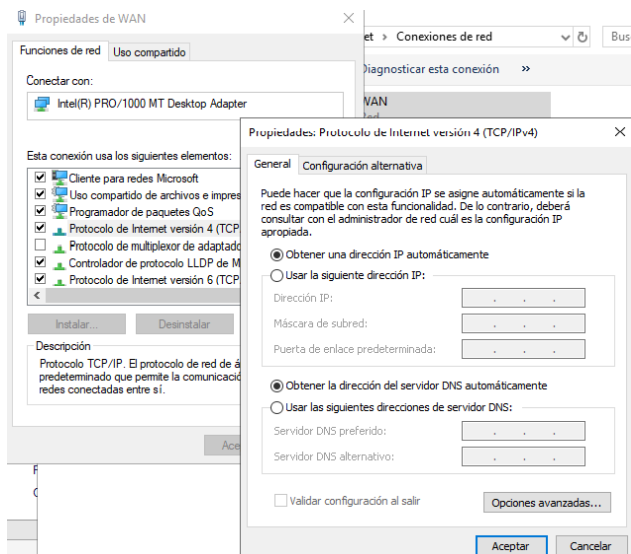 Propiedades de WAN
Funciones de red
Uso compartido
Conectar con:
Intel(R) PRO/1000 MT Desktop Adapter
Esta conexión usa los siguientes elementos:
Cliente para redes Microsoft
Uso compartido de archivos e impres
Programador de paquetes QoS
Protocolo de Internet versión 4 (TCP
Protocolo de multiplexor de adaptado
Controlador de protocolo LLDP de M
Protocolo de Internet versión 6 (TCP
Instalar...
Desinstalar
Descripción
Protocolo TCP/IP. El protocolo de red de á
predeterminado que permite la comunicació
redes conectadas entre sí.
Ace
et > Conexiones de red
Bus
Diagnosticar esta conexión
»
WAN
Red
Propiedades: Protocolo de Internet versión 4 (TCP/IPv4)
General
Configuración alternativa
Puede hacer que la configuración IP se asigne automáticamente si la
red es compatible con esta funcionalidad. De lo contrario, deberá
consultar con el administrador de red cuál es la configuración IP
apropiada.
Obtener una dirección IP automáticamente
Usar la siguiente dirección IP:
Dirección IP:
Máscara de subred:
Puerta de enlace predeterminada:
Obtener la dirección del servidor DNS automáticamente
Usar las siguientes direcciones de servidor DNS:
Servidor DNS preferido:
Servidor DNS alternativo:
Validar configuración al salir
Opciones avanzadas...
Aceptar
Cancelar